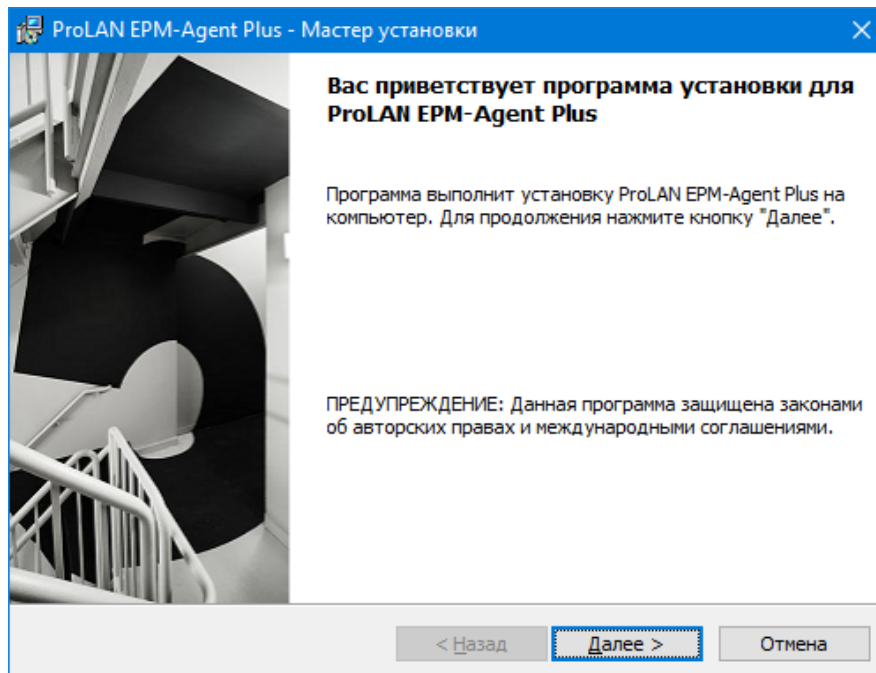 ProLAN EPM-Agent Plus - Мастер установки
Вас приветствует программа установки для
ProLAN EPM-Agent Plus
Программа выполнит установку ProLAN EPM-Agent Plus на
компьютер. Для продолжения нажмите кнопку "Далее".
ПРЕДУПРЕЖДЕНИЕ: Данная программа защищена законами
об авторских правах и международными соглашениями.
< Назад Далее > Отмена